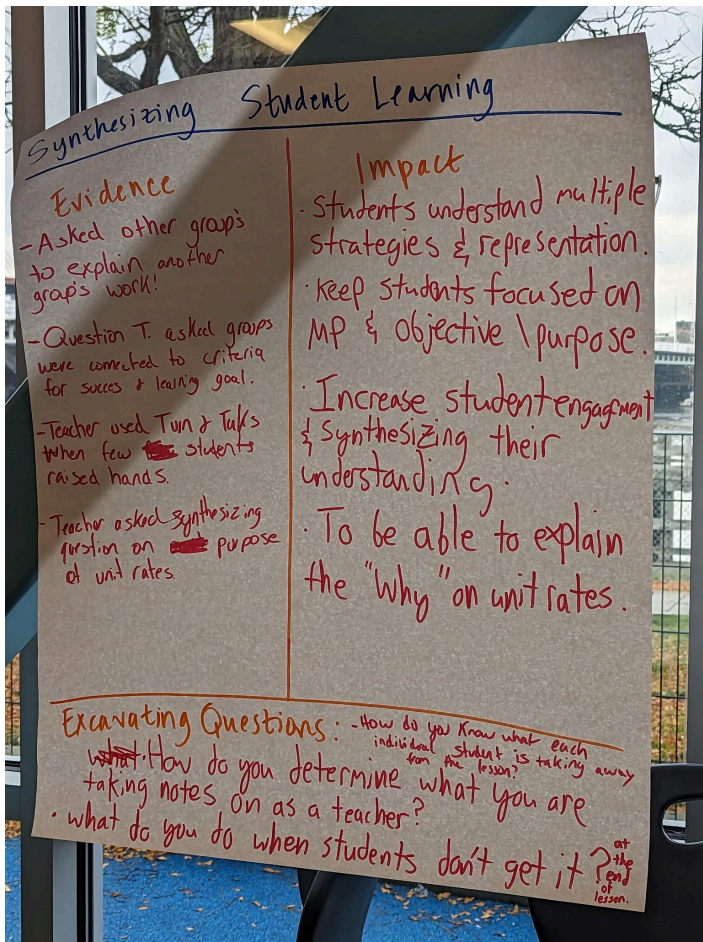 Synthesizing Student Learning
Evidence
- Asked other group's
to explain another
group's work!
- Question T. asked groups
were connected to criteria
for succes & learning goal.
- Teacher used Turn & Talks
when few students
raised hands.
- Teacher asked synthesizing
question on purpose
of unit rates.
Impact
· Students understand multiple
strategies & representation.
· Keep students focused on
MP & objective \ purpose.
· Increase student engagement
& synthesizing their
understanding.
· To be able to explain
the "Why" on unit rates.
Excavating Questions:
- How do you know what each
individual student is taking away
from the lesson?
what · How do you determine what you are
taking notes on as a teacher?
· what do you do when students don't get it?
at
the
end
of
lesson.